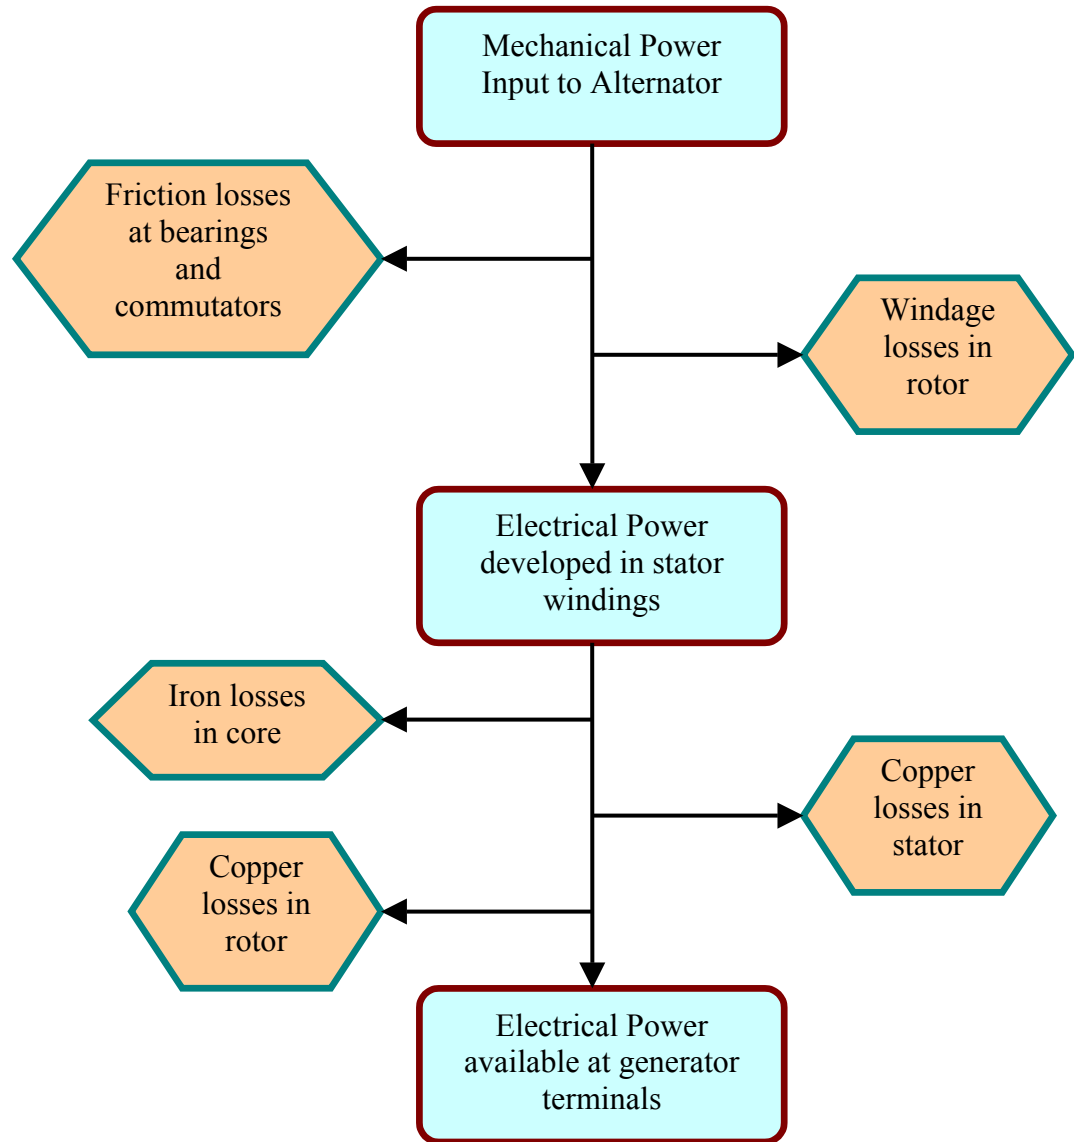 Mechanical Power
Input to Alternator
Friction losses
at bearings
and
commutators
Windage
losses in
rotor
Electrical Power
developed in stator
windings
Iron losses
in core
Copper
losses in
stator
Copper
losses in
rotor
Electrical Power
available at generator
terminals